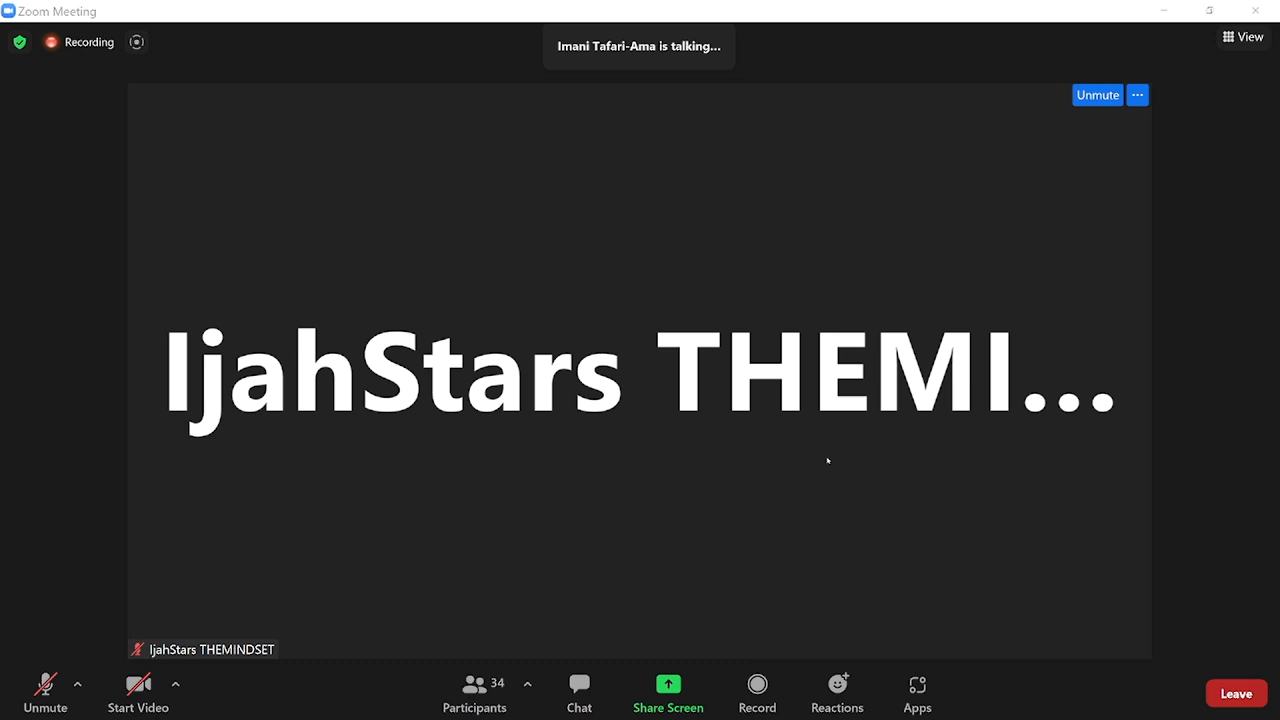 Zoom Meeting
Recording
Imani Tafari-Ama is talking...
View
Unmute ...
IjahStars THEMI...
IjahStars THEMINDSET
Unmute
Start Video
34
Participants
Chat
Share Screen
Record
Reactions
Apps
Leave